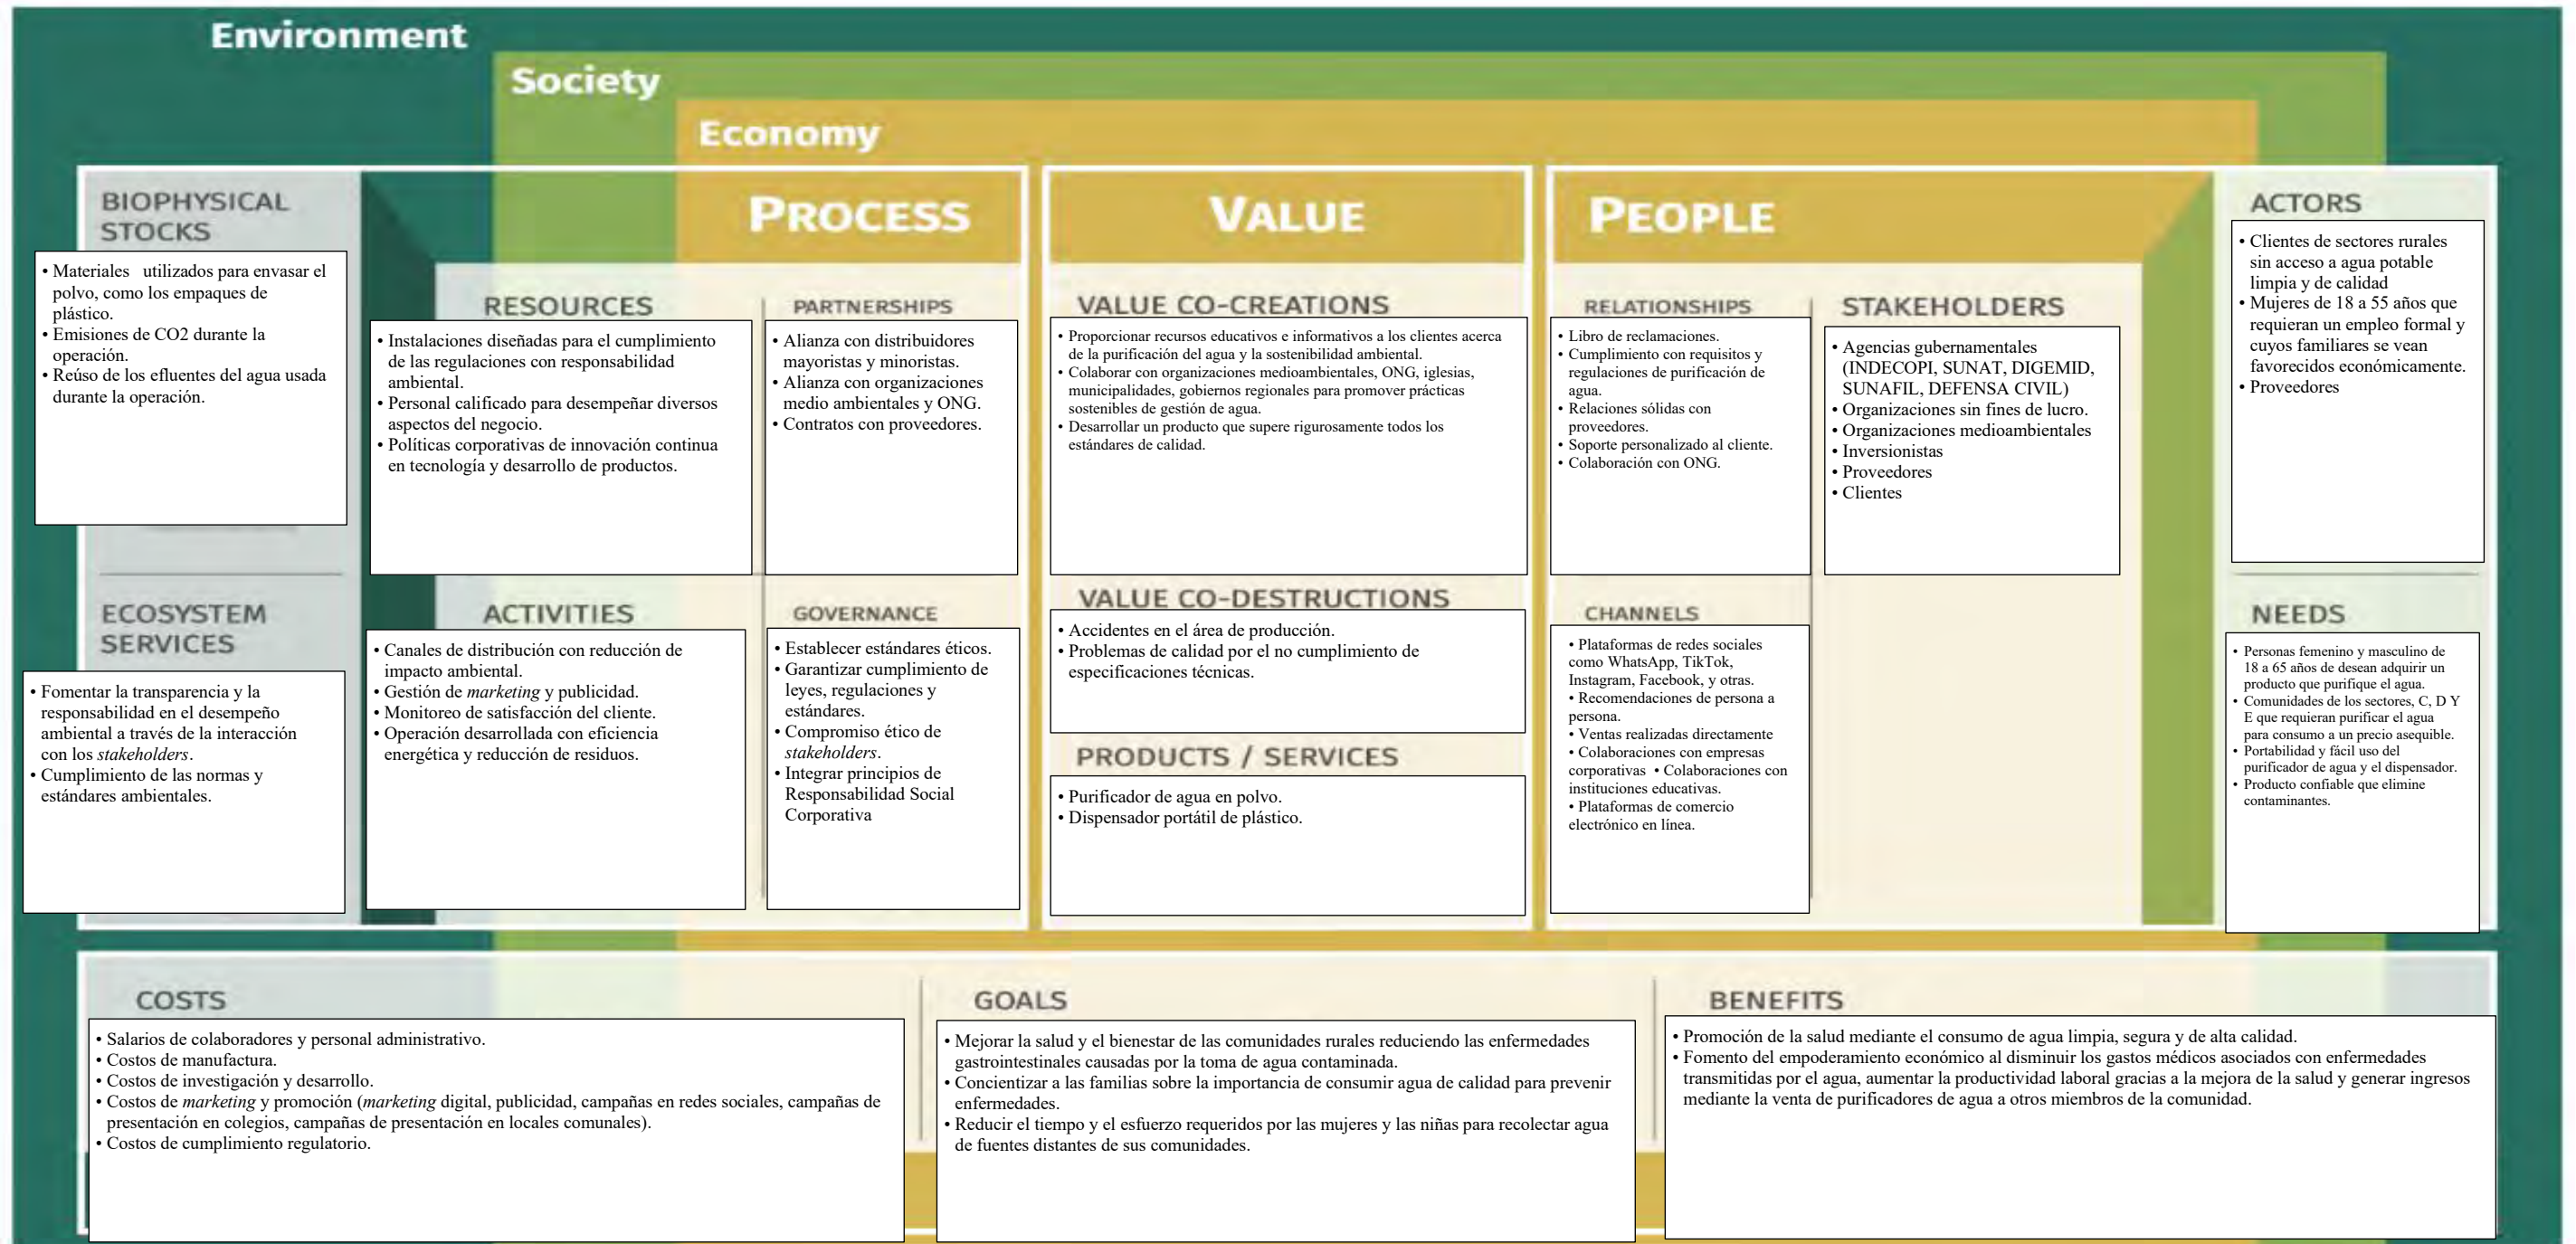 Environment
Society
Economy
BIOPHYSICAL
STOCKS
• Materiales utilizados para envasar el
polvo, como los empaques de
plástico.
• Emisiones de CO2 durante la
operación.
• Reúso de los efluentes del agua usada
durante la operación.
ECOSYSTEM
SERVICES
• Fomentar la transparencia y la
responsabilidad en el desempeño
ambiental a través de la interacción
con los stakeholders.
• Cumplimiento de las normas y
estándares ambientales.
PROCESS
RESOURCES
• Instalaciones diseñadas para el cumplimiento
de las regulaciones con responsabilidad
ambiental.
• Personal calificado para desempeñar diversos
aspectos del negocio.
• Políticas corporativas de innovación continua
en tecnología y desarrollo de productos.
PARTNERSHIPS
• Alianza con distribuidores
mayoristas y minoristas.
• Alianza con organizaciones
medio ambientales y ONG.
• Contratos con proveedores.
ACTIVITIES
• Canales de distribución con reducción de
impacto ambiental.
• Gestión de marketing y publicidad.
• Monitoreo de satisfacción del cliente.
• Operación desarrollada con eficiencia
energética y reducción de residuos.
GOVERNANCE
• Establecer estándares éticos.
• Garantizar cumplimiento de
leyes, regulaciones y
estándares.
• Compromiso ético de
stakeholders.
• Integrar principios de
Responsabilidad Social
Corporativa
VALUE
VALUE CO-CREATIONS
• Proporcionar recursos educativos e informativos a los clientes acerca
de la purificación del agua y la sostenibilidad ambiental.
• Colaborar con organizaciones medioambientales, ONG, iglesias,
municipalidades, gobiernos regionales para promover prácticas
sostenibles de gestión de agua.
• Desarrollar un producto que supere rigurosamente todos los
estándares de calidad.
VALUE CO-DESTRUCTIONS
• Accidentes en el área de producción.
• Problemas de calidad por el no cumplimiento de
especificaciones técnicas.
PRODUCTS / SERVICES
• Purificador de agua en polvo.
• Dispensador portátil de plástico.
PEOPLE
RELATIONSHIPS
• Libro de reclamaciones.
• Cumplimiento con requisitos y
regulaciones de purificación de
agua.
• Relaciones sólidas con
proveedores.
• Soporte personalizado al cliente.
• Colaboración con ONG.
STAKEHOLDERS
• Agencias gubernamentales
(INDECOPI, SUNAT, DIGEMID,
SUNAFIL, DEFENSA CIVIL)
• Organizaciones sin fines de lucro.
• Organizaciones medioambientales
• Inversionistas
• Proveedores
• Clientes
CHANNELS
• Plataformas de redes sociales
como WhatsApp, TikTok,
Instagram, Facebook, y otras.
• Recomendaciones de persona a
persona.
• Ventas realizadas directamente
• Colaboraciones con empresas
corporativas • Colaboraciones con
instituciones educativas.
• Plataformas de comercio
electrónico en línea.
ACTORS
• Clientes de sectores rurales
sin acceso a agua potable
limpia y de calidad
• Mujeres de 18 a 55 años que
requieran un empleo formal y
cuyos familiares se vean
favorecidos económicamente.
• Proveedores
NEEDS
• Personas femenino y masculino de
18 a 65 años de desean adquirir un
producto que purifique el agua.
• Comunidades de los sectores, C, D Y
E que requieran purificar el agua
para consumo a un precio asequible.
• Portabilidad y fácil uso del
purificador de agua y el dispensador.
• Producto confiable que elimine
contaminantes.
COSTS
• Salarios de colaboradores y personal administrativo.
• Costos de manufactura.
• Costos de investigación y desarrollo.
• Costos de marketing y promoción (marketing digital, publicidad, campañas en redes sociales, campañas de
presentación en colegios, campañas de presentación en locales comunales).
• Costos de cumplimiento regulatorio.
GOALS
• Mejorar la salud y el bienestar de las comunidades rurales reduciendo las enfermedades
gastrointestinales causadas por la toma de agua contaminada.
• Concientizar a las familias sobre la importancia de consumir agua de calidad para prevenir
enfermedades.
• Reducir el tiempo y el esfuerzo requeridos por las mujeres y las niñas para recolectar agua
de fuentes distantes de sus comunidades.
BENEFITS
• Promoción de la salud mediante el consumo de agua limpia, segura y de alta calidad.
• Fomento del empoderamiento económico al disminuir los gastos médicos asociados con enfermedades
transmitidas por el agua, aumentar la productividad laboral gracias a la mejora de la salud y generar ingresos
mediante la venta de purificadores de agua a otros miembros de la comunidad.